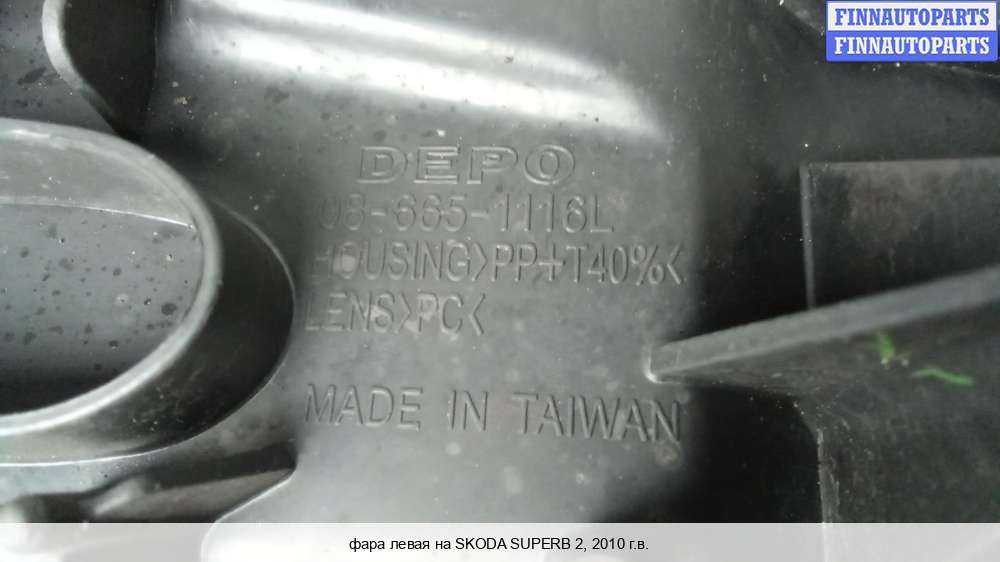 FINNAUTOPARTS
FINNAUTOPARTS
DEPO
08-665-1116L
HOUSING>PP+T40%<
LENS>PC<
MADE IN TAIWAN
фара левая на SKODA SUPERB 2, 2010 г.в.